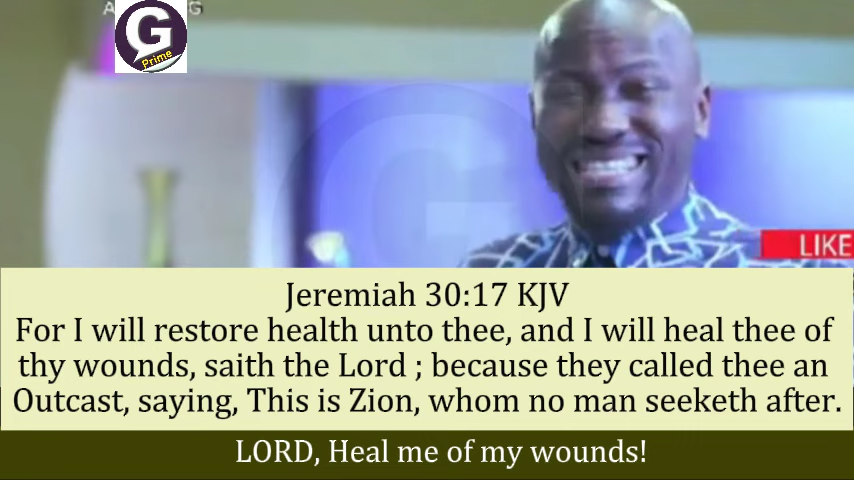 G
Prime
LIKE
Jeremiah 30:17 KJV
For I will restore health unto thee, and I will heal thee of
thy wounds, saith the Lord ; because they called thee an
Outcast, saying, This is Zion, whom no man seeketh after.
LORD, Heal me of my wounds!